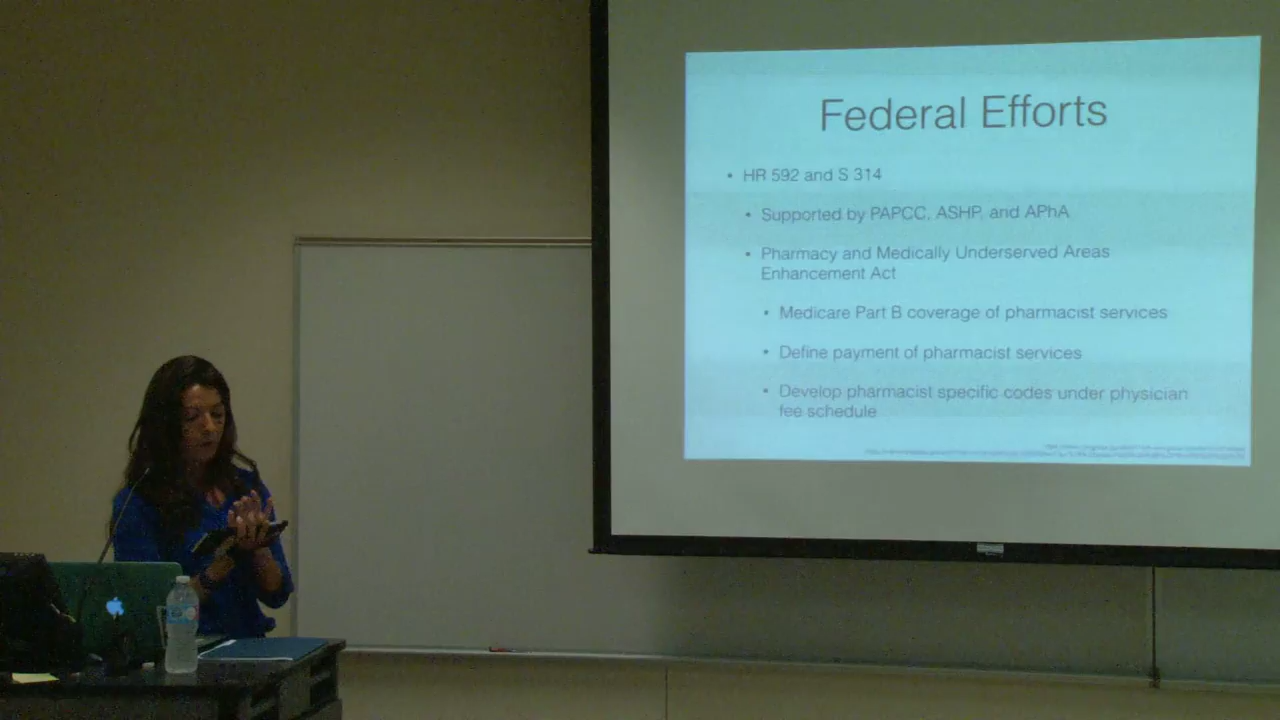 Federal Efforts
• HR 592 and S 314
• Supported by PAPCC, ASHP, and APhA
• Pharmacy and Medically Underserved Areas
Enhancement Act
• Medicare Part B coverage of pharmacist services
• Define payment of pharmacist services
• Develop pharmacist specific codes under physician
fee schedule